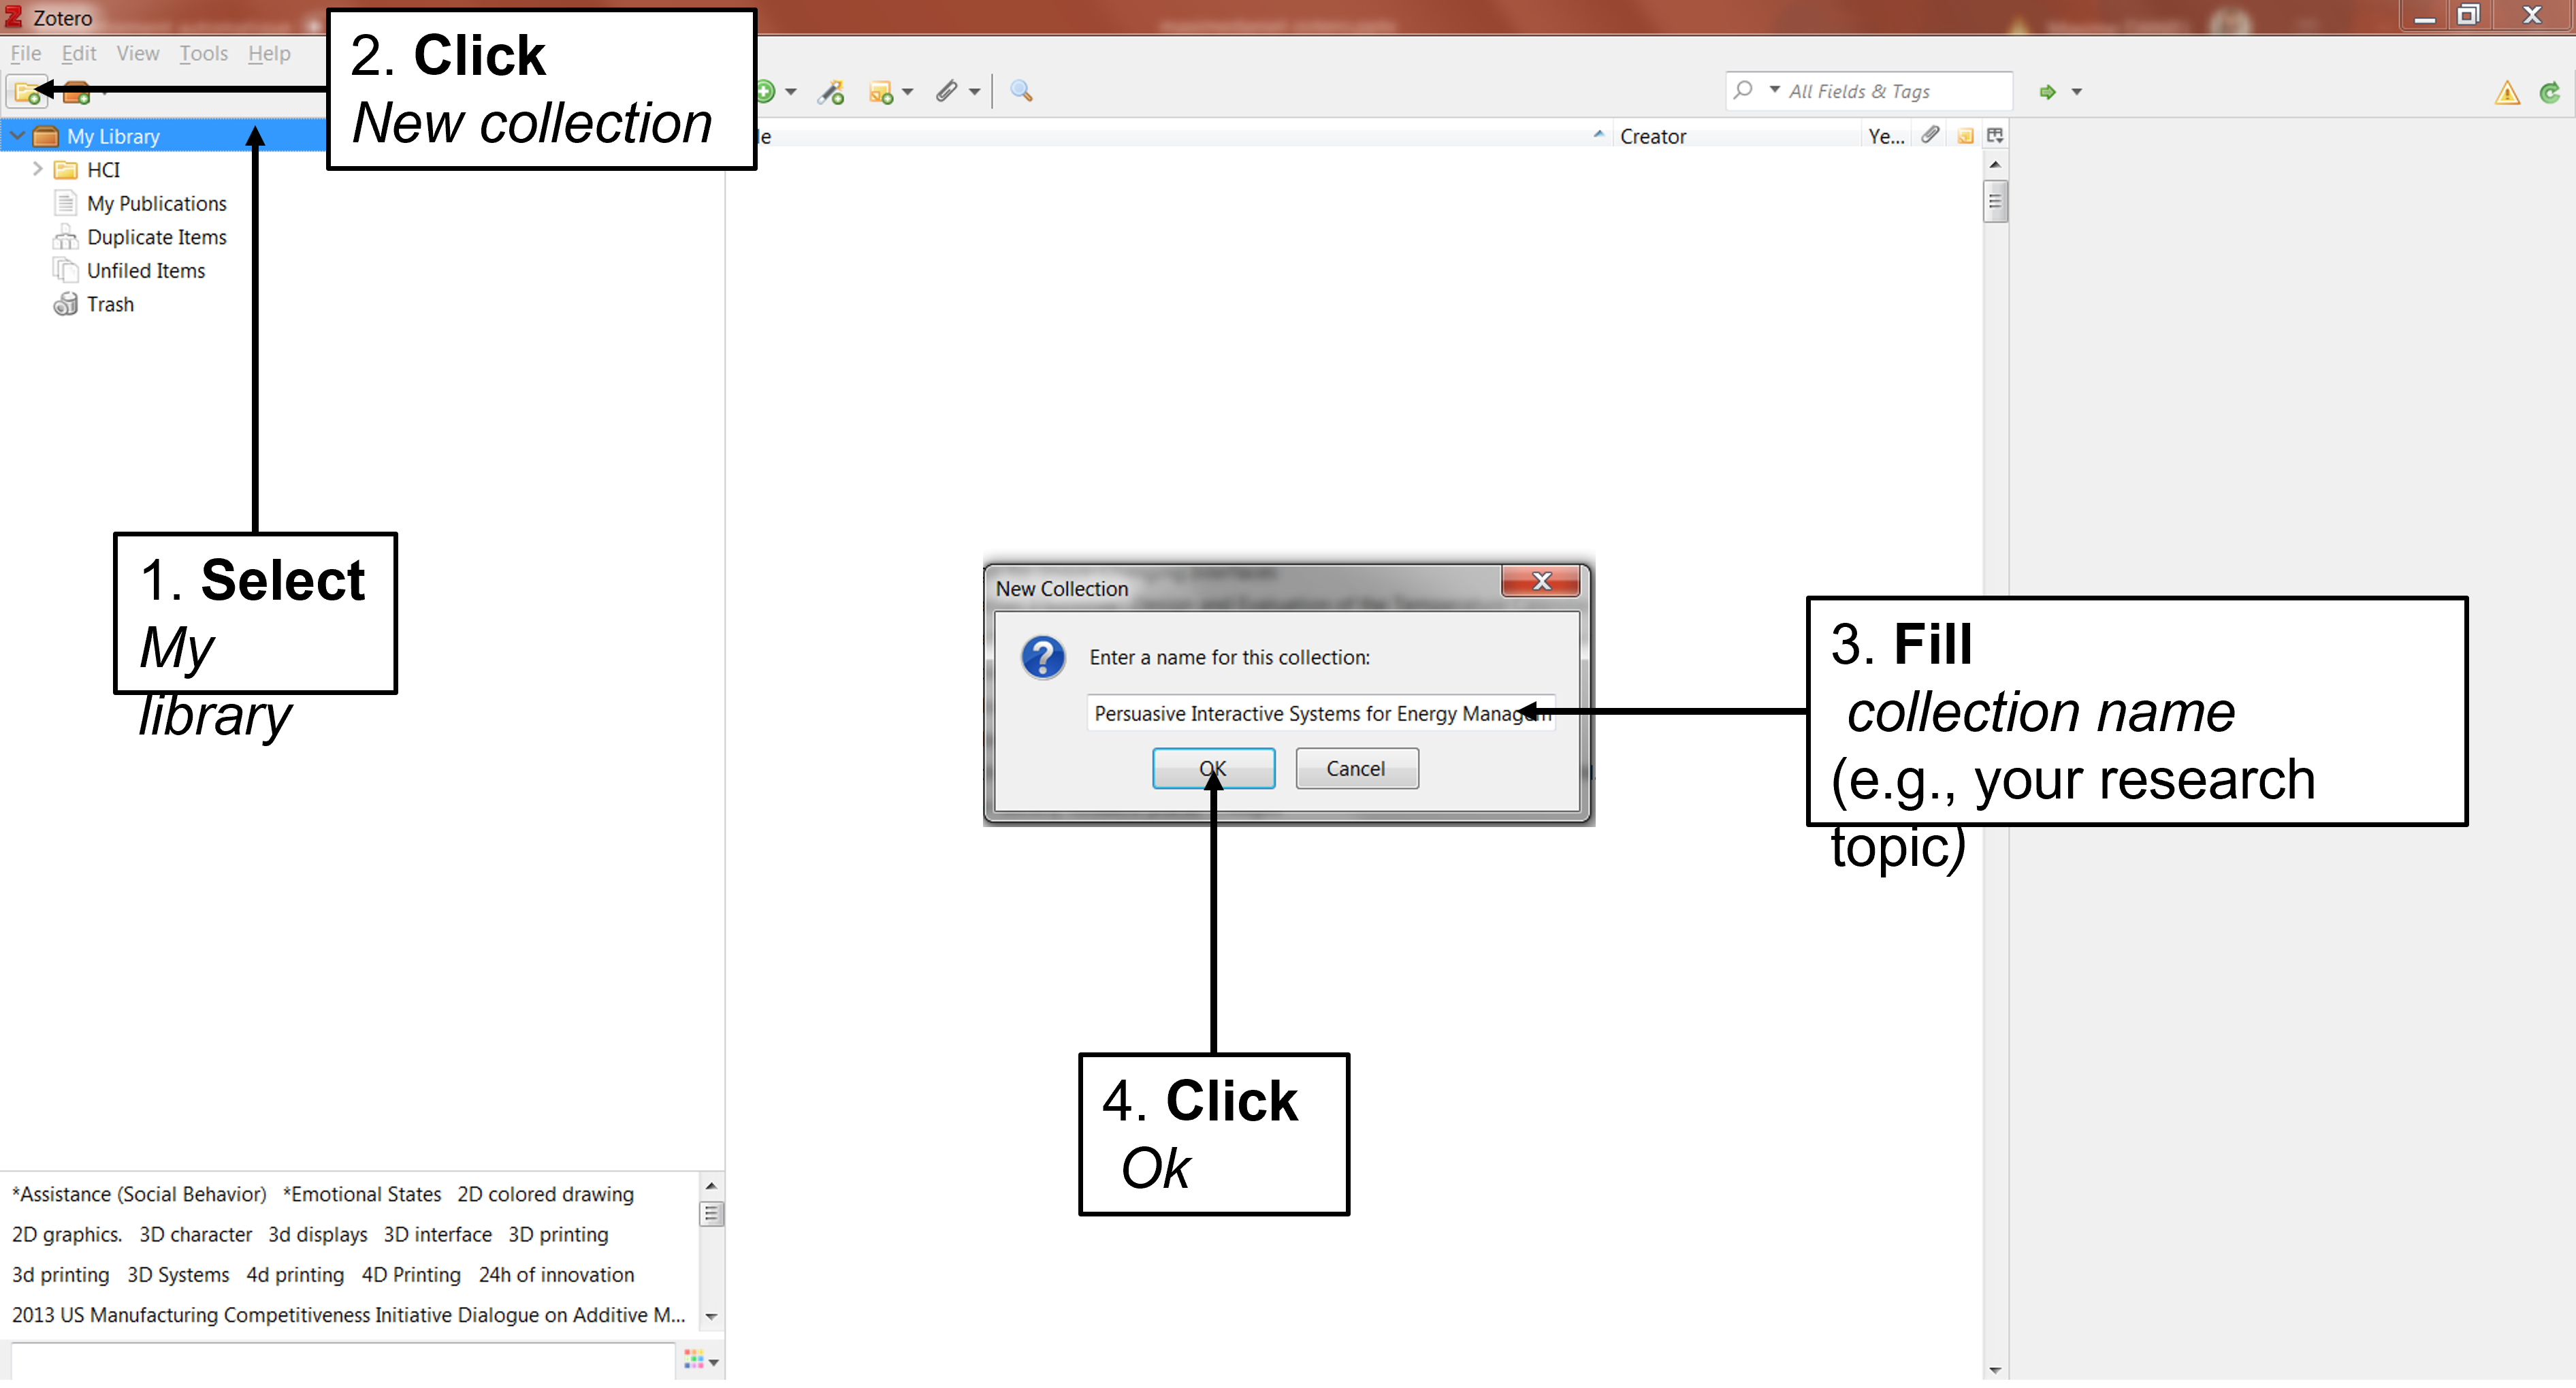 Zotero
File Edit View Tools Help
2. Click
New collection
All Fields & Tags
My Library
Creator
Ye...
HCI
My Publications
Duplicate Items
Unfiled Items
Trash
1. Select
My
library
New Collection
Enter a name for this collection:
Persuasive Interactive Systems for Energy Managem
OK
Cancel
3. Fill
collection name
(e.g., your research
topic)
4. Click
Ok
*Assistance (Social Behavior) *Emotional States 2D colored drawing
2D graphics. 3D character 3d displays 3D interface 3D printing
3d printing 3D Systems 4d printing 4D Printing 24h of innovation
2013 US Manufacturing Competitiveness Initiative Dialogue on Additive M...